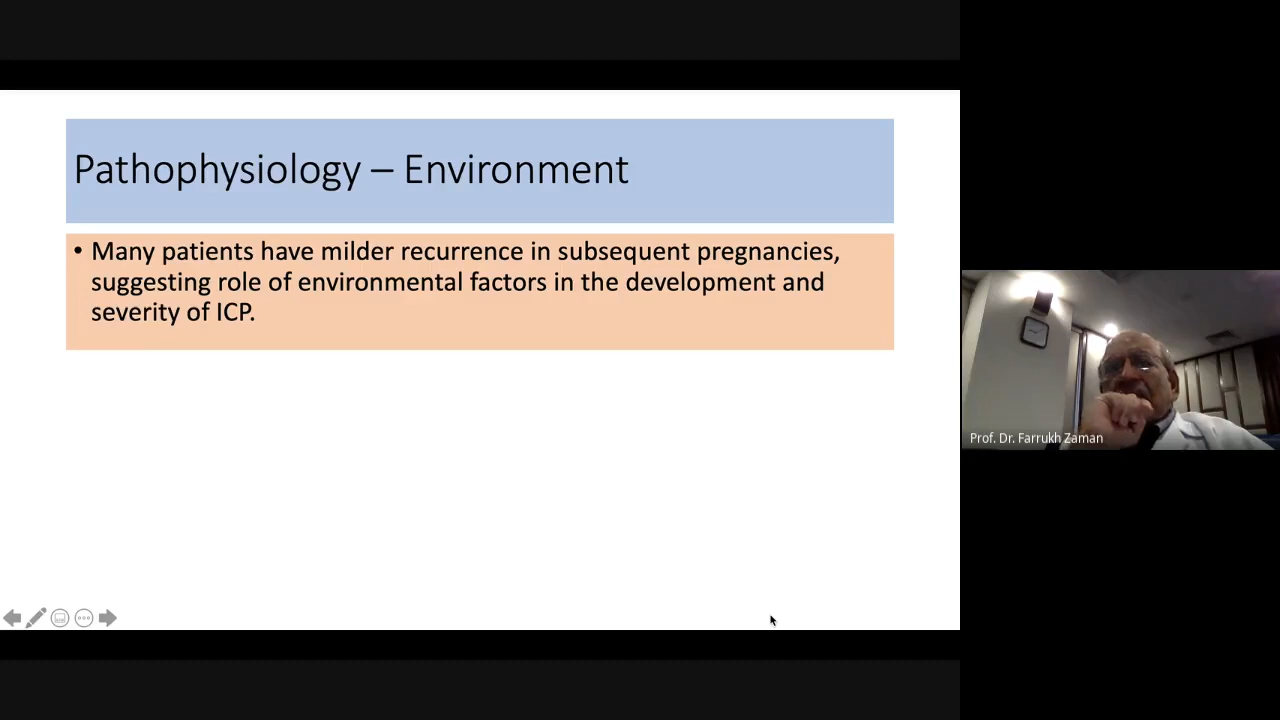 Pathophysiology – Environment
• Many patients have milder recurrence in subsequent pregnancies,
suggesting role of environmental factors in the development and
severity of ICP.
Prof. Dr. Farrukh Zaman